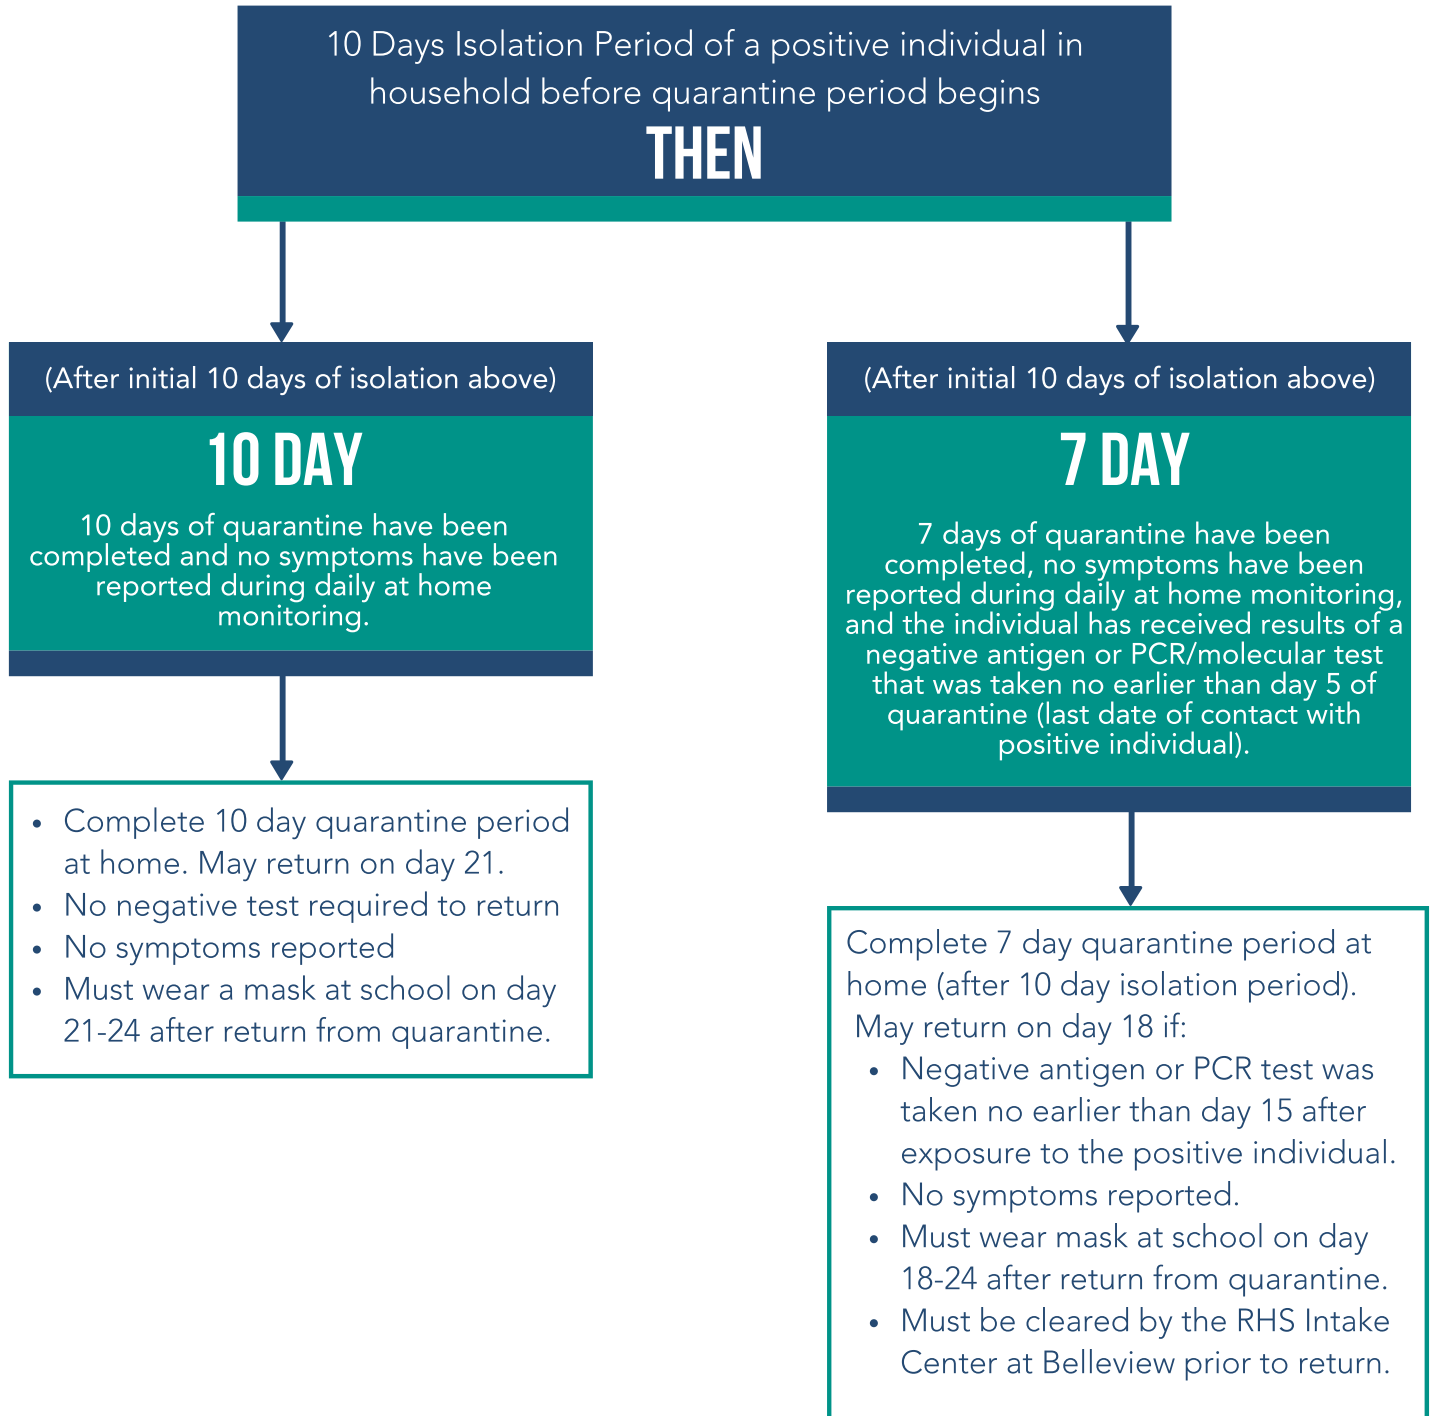 10 Days Isolation Period of a positive individual in
household before quarantine period begins
THEN
(After initial 10 days of isolation above)
10 DAY
10 days of quarantine have been
completed and no symptoms have been
reported during daily at home
monitoring.
• Complete 10 day quarantine period
at home. May return on day 21.
• No negative test required to return
• No symptoms reported
• Must wear a mask at school on day
21-24 after return from quarantine.
(After initial 10 days of isolation above)
7 DAY
7 days of quarantine have been
completed, no symptoms have been
reported during daily at home monitoring,
and the individual has received results of a
negative antigen or PCR/molecular test
that was taken no earlier than day 5 of
quarantine (last date of contact with
positive individual).
Complete 7 day quarantine period at
home (after 10 day isolation period).
May return on day 18 if:
• Negative antigen or PCR test was
taken no earlier than day 15 after
exposure to the positive individual.
• No symptoms reported.
• Must wear mask at school on day
18-24 after return from quarantine.
• Must be cleared by the RHS Intake
Center at Belleview prior to return.